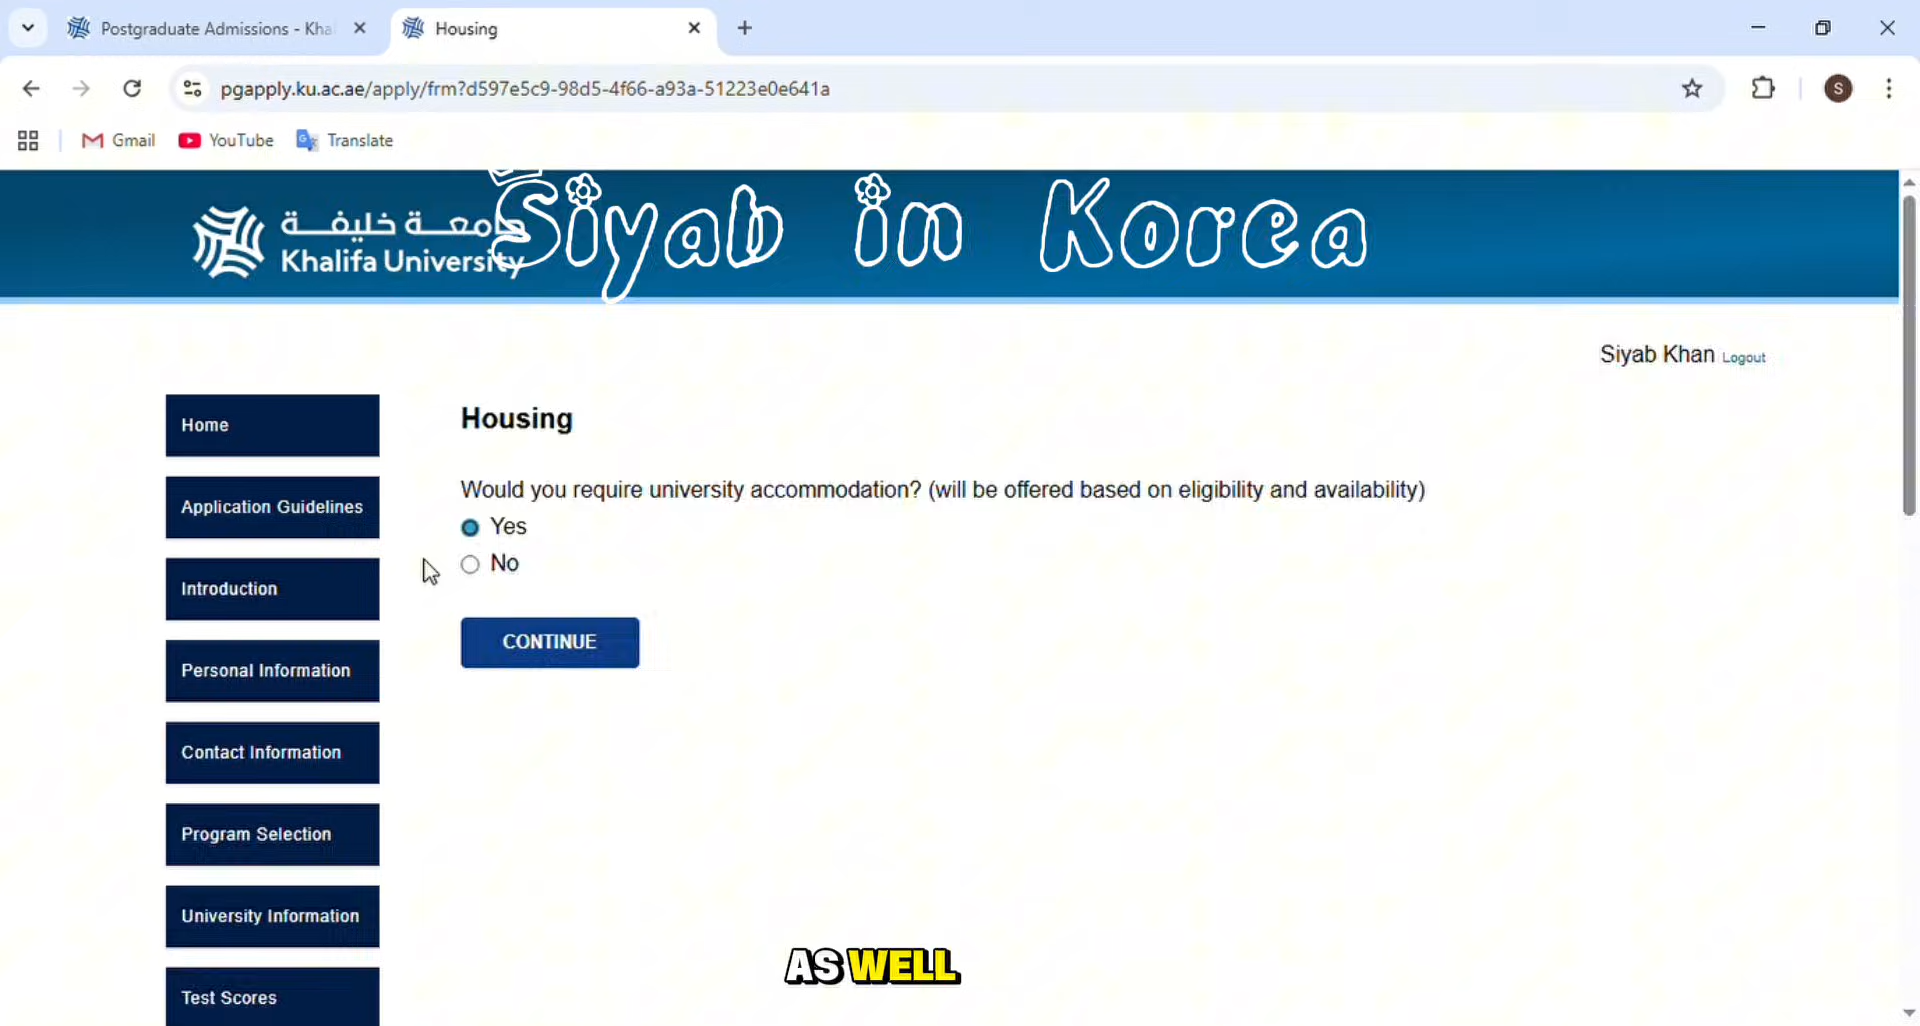 Postgraduate Admissions - Kha
Housing
pgapply.ku.ac.ae/apply/frm?d597e5c9-98d5-4f66-a93a-51223e0e641a
S
Gmail
YouTube
Translate
جامعة خليفة
Khalifa University
Siyab in Korea
Siyab Khan Logout
Home
Application Guidelines
Introduction
Personal Information
Contact Information
Program Selection
University Information
Test Scores
Housing
Would you require university accommodation? (will be offered based on eligibility and availability)
Yes
No
CONTINUE
AS WELL